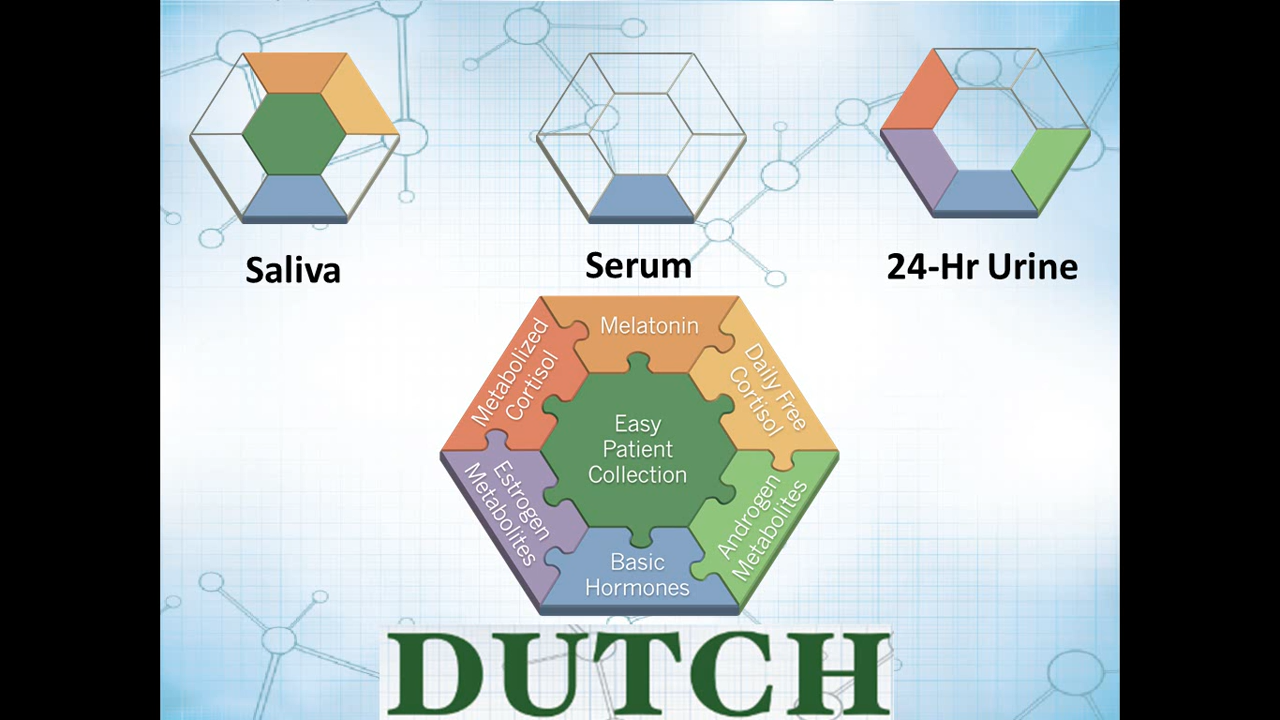 Saliva
Serum
24-Hr Urine
Melatonin
Metabolized
Cortisol
Daily Free
Cortisol
Easy
Patient
Collection
Estrogen
Metabolites
Androgen
Metabolites
Basic
Hormones
DUTCH